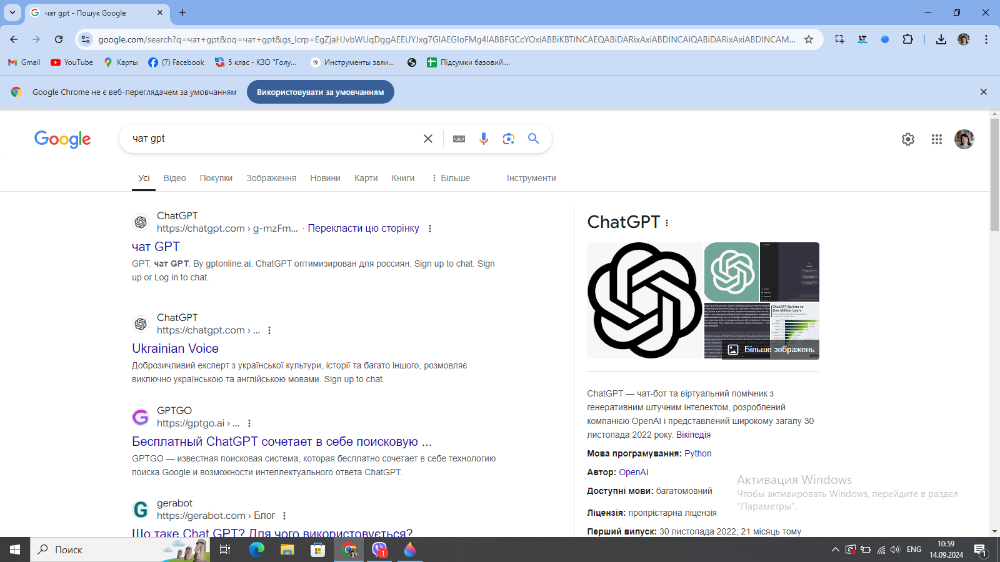 чат gpt - Пошук Google
google.com/search?q=чат+gpt&oq=чат+gpt&gs_lcrp=EgZjaHJvbWUqDggAEEUYJxg7GIAEGIoFMg4IABBFGCcYOxiABBiKBTINCAEQABiDARixAxiABDINCAIQABiDARixAxiABDINCAM...
Gmail YouTube Карты (7) Facebook 5 клас - КЗО "Голу... Инструменты зали... Підсумки базовий....
Google Chrome не є веб-переглядачем за умовчанням Використовувати за умовчанням
Google чат gpt
Усі Відео Покупки Зображення Новини Карти Книги Більше Інструменти
ChatGPT
https://chatgpt.com › g-mzFm... · Перекласти цю сторінку
чат GPT
GPT. чат GPT. By gptonline.ai. ChatGPT оптимизирован для россиян. Sign up to chat. Sign
up or Log in to chat.
ChatGPT
https://chatgpt.com › ...
Ukrainian Voice
Доброзичливий експерт з української культури, історії та багато іншого, розмовляє
виключно українською та англійською мовами. Sign up to chat.
GPTGO
https://gptgo.ai › ...
Бесплатный ChatGPT сочетает в себе поисковую ...
GPTGO — известная поисковая система, которая бесплатно сочетает в себе технологию
поиска Google и возможности интеллектуального ответа ChatGPT.
gerabot
https://gerabot.com › Блог
Що таке Chat GPT? Для чого використовується?
ChatGPT
ChatGPT Sprints to
One Million Users
Більше зображень
ChatGPT — чат-бот та віртуальний помічник з
генеративним штучним інтелектом, розроблений
компанією OpenAI і представлений широкому загалу 30
листопада 2022 року. Вікіпедія
Мова програмування: Python
Автор: OpenAI
Доступні мови: багатомовний
Ліцензія: пропрієтарна ліцензія
Перший випуск: 30 листопада 2022; 21 місяць тому
Активация Windows
Чтобы активировать Windows, перейдите в раздел
"Параметры".
Поиск
1
ENG
10:59
14.09.2024
1